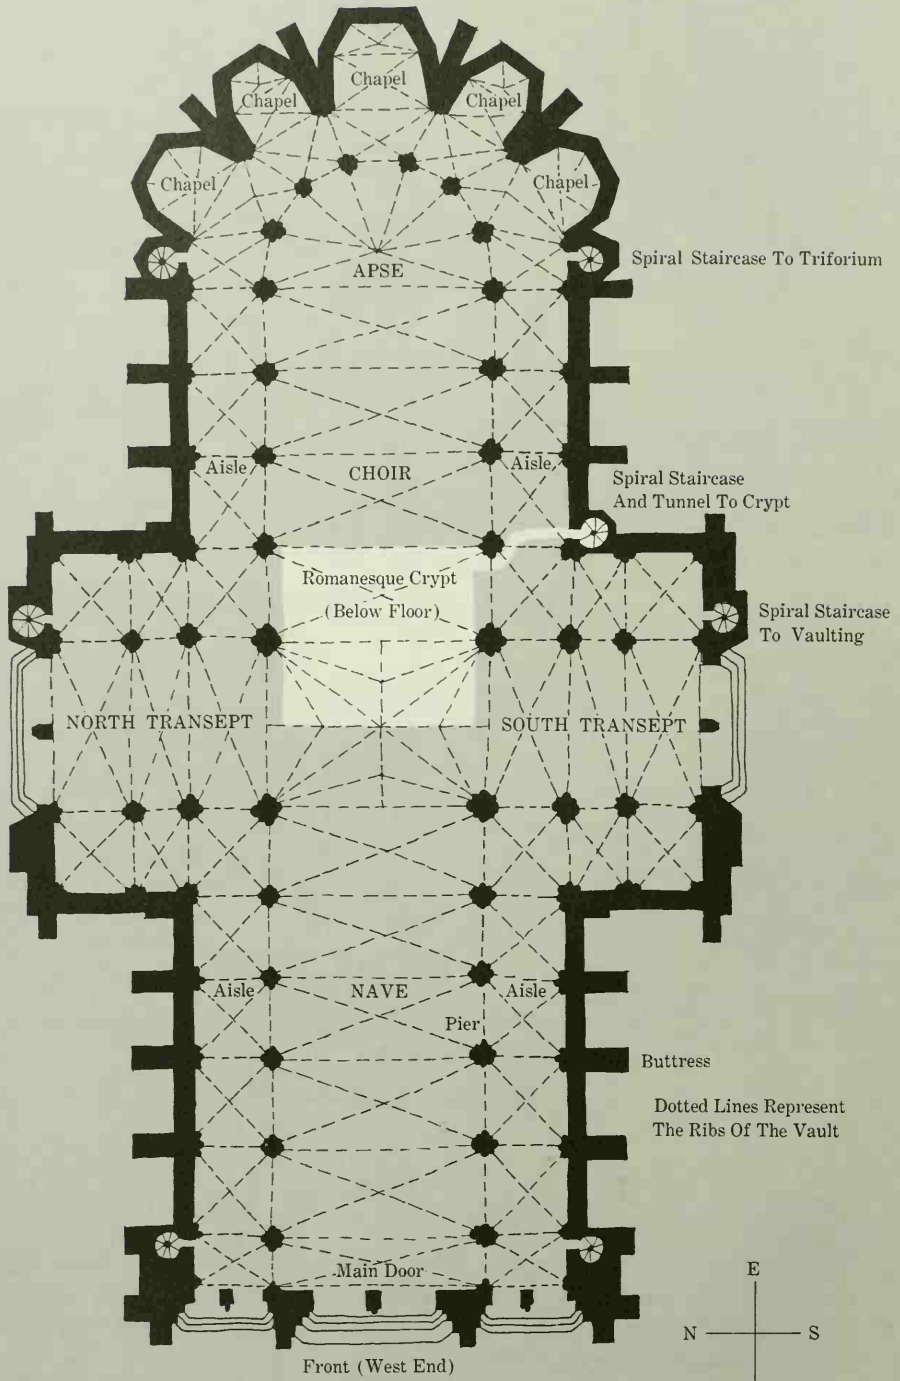 Chapel
Chapel
Chapel
Chapel
Chapel
APSE
Spiral Staircase To Triforium
Aisle
CHOIR
Aisle
Spiral Staircase
And Tunnel To Crypt
Romanesque Crypt
(Below Floor)
Spiral Staircase
To Vaulting
NORTH TRANSEPT
SOUTH TRANSEPT
Aisle
NAVE
Aisle
Pier
Buttress
Dotted Lines Represent
The Ribs Of The Vault
Main Door
Front (West End)
E
N
S